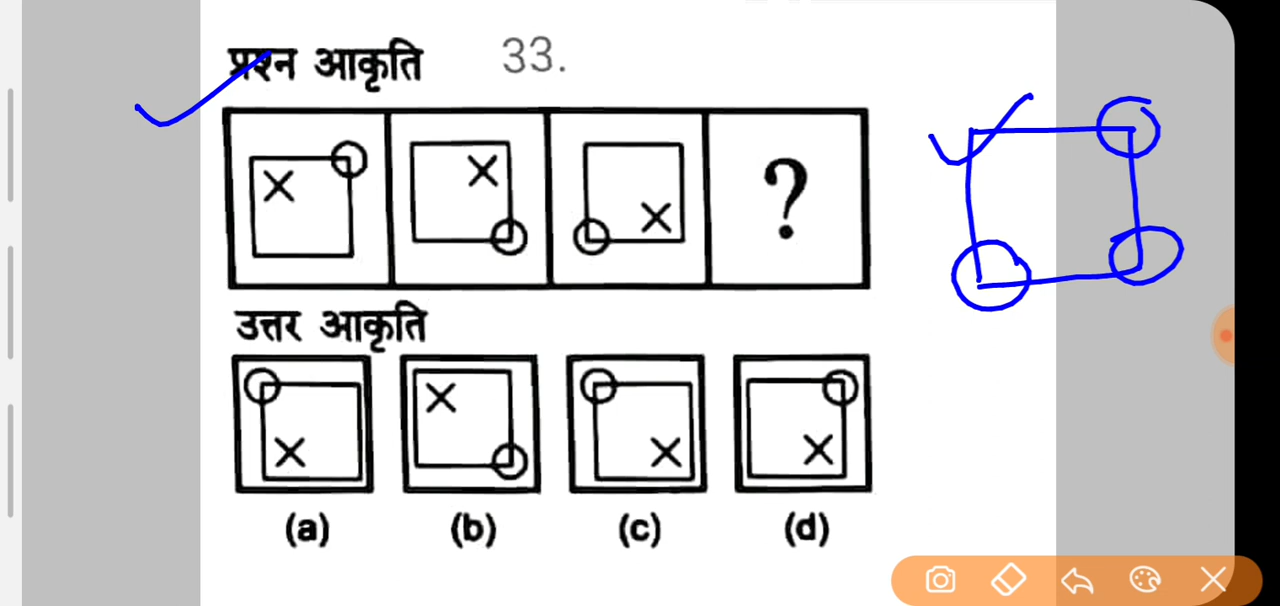 प्रश्न आकृति 33.
?
उत्तर आकृति
(a) (b) (c) (d)